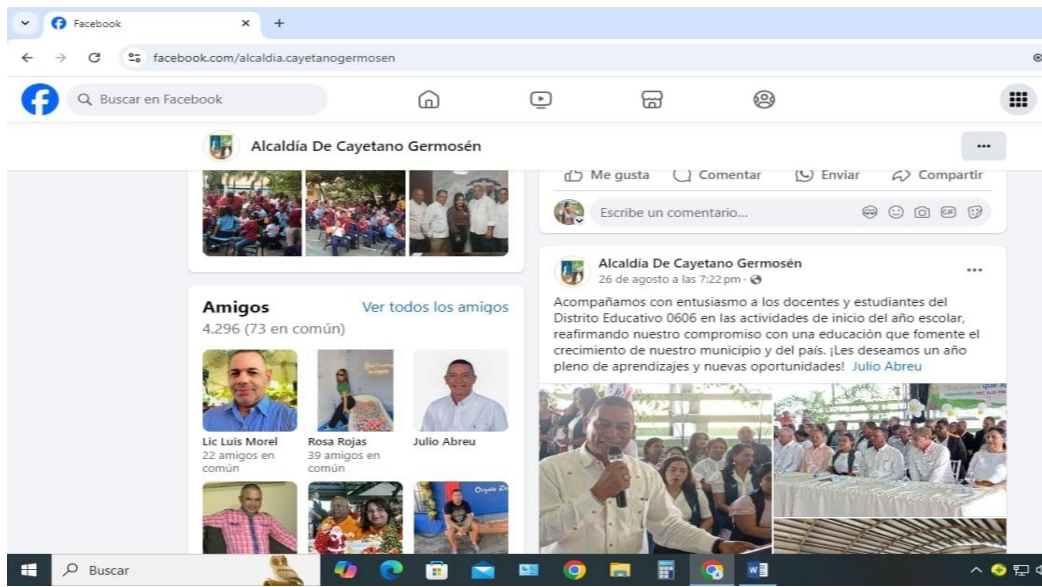 Facebook
facebook.com/alcaldia.cayetanogermosen
Buscar en Facebook
Alcaldía De Cayetano Germosén
Amigos
Ver todos los amigos
4.296 (73 en común)
Lic Luis Morel
22 amigos en
común
Rosa Rojas
39 amigos en
común
Julio Abreu
Me gusta
Comentar
Enviar
Compartir
Escribe un comentario...
GIF
Alcaldía De Cayetano Germosén
26 de agosto a las 7:22 pm ·
Acompañamos con entusiasmo a los docentes y estudiantes del
Distrito Educativo 0606 en las actividades de inicio del año escolar,
reafirmando nuestro compromiso con una educación que fomente el
crecimiento de nuestro municipio y del país. ¡Les deseamos un año
pleno de aprendizajes y nuevas oportunidades! Julio Abreu
Buscar